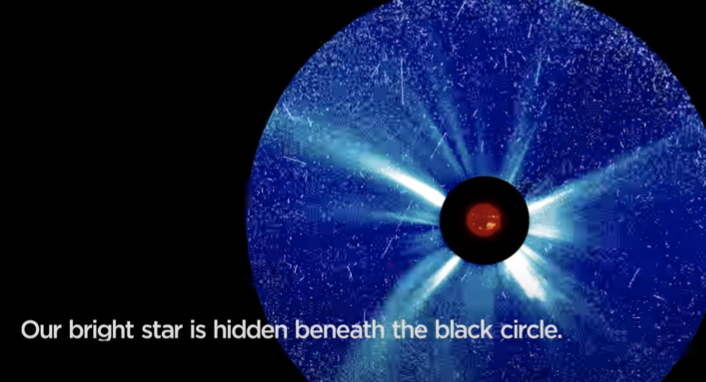 Our bright star is hidden beneath the black circle.